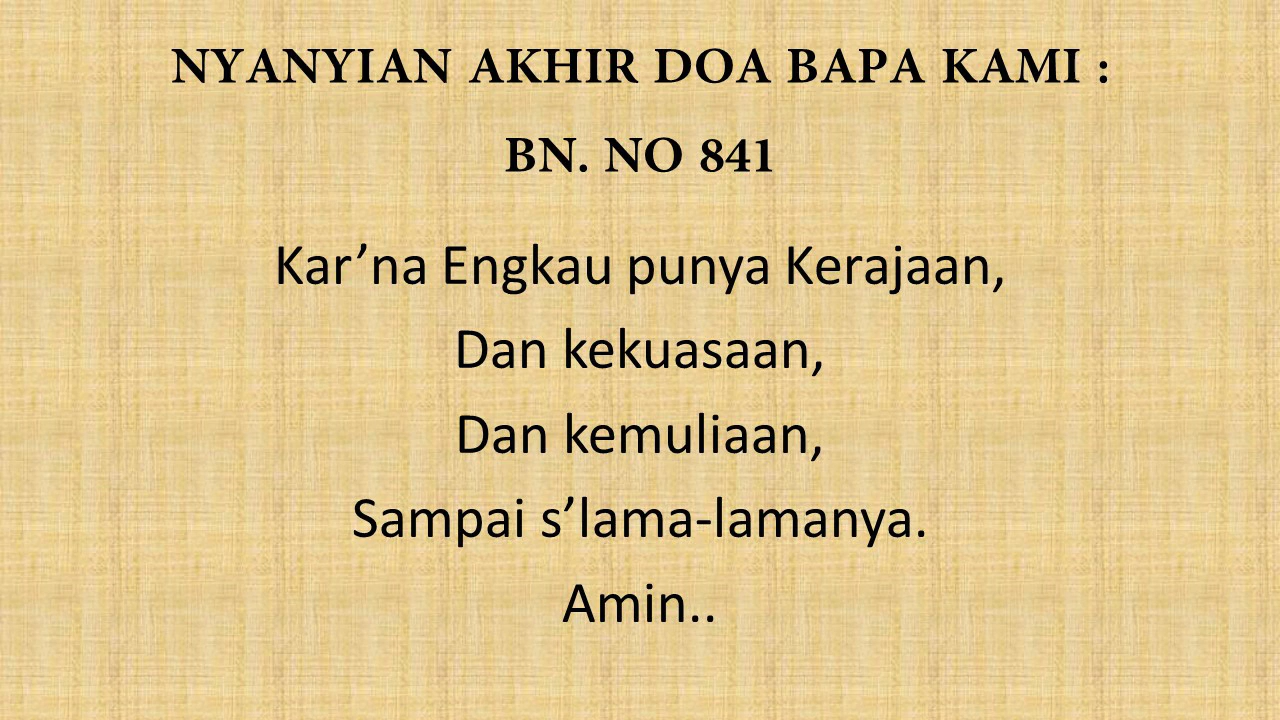 NYANYIAN AKHIR DOA BAPA KAMI :
BN. NO 841
Kar’na Engkau punya Kerajaan,
Dan kekuasaan,
Dan kemuliaan,
Sampai s’lama-lamanya.
Amin..